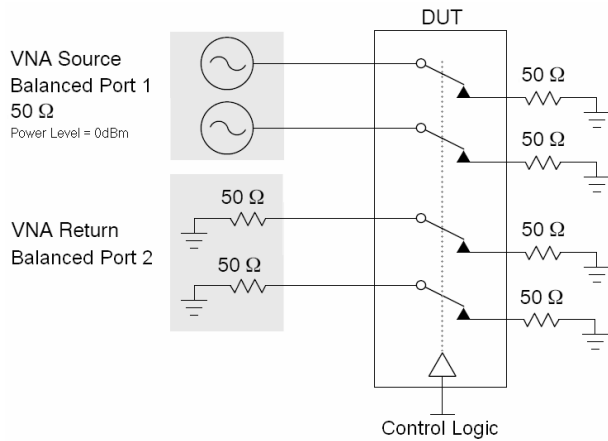 DUT
VNA Source
Balanced Port 1
50 Ω
Power Level = 0dBm
50 Ω
50 Ω
VNA Return
Balanced Port 2
50 Ω
50 Ω
50 Ω
50 Ω
Control Logic